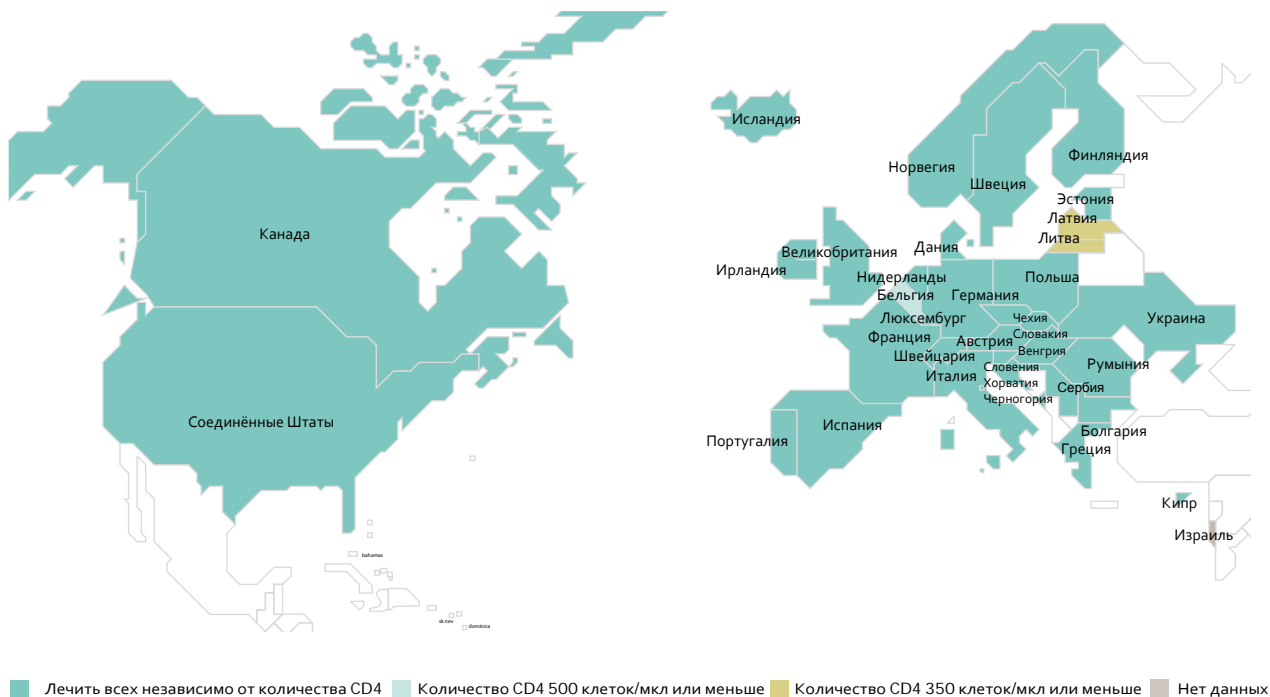 Исландия
Финляндия
Норвегия
Швеция
Эстония
Латвия
Канада
Литва
Дания
Великобритания
Ирландия
Нидерланды
Польша
Бельгия
Германия
Люксембург
Чехия
Украина
Словакия
Франция
Австрия
Венгрия
Швейцария
Румыния
Словения
Италия
Хорватия
Сербия
Черногория
Соединённые Штаты
Испания
Болгария
Португалия
Греция
Кипр
Израиль
bahamas
sk-nev
dominica
Лечить всех независимо от количества CD4 Количество CD4 500 клеток/мкл или меньше Количество CD4 350 клеток/мкл или меньше Нет данных